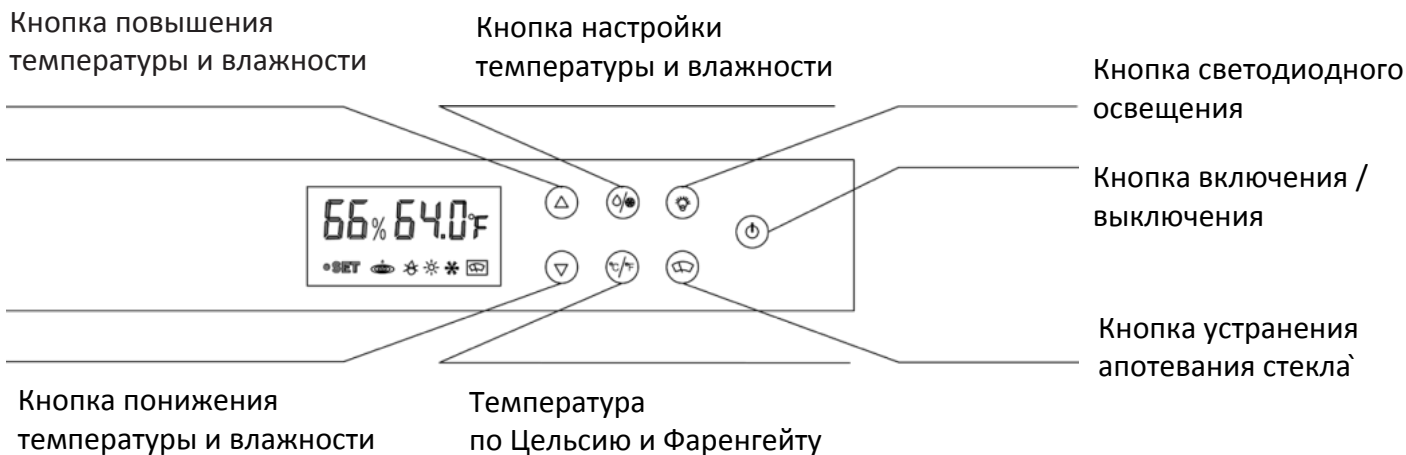 Кнопка повышения
температуры и влажности
Кнопка настройки
температуры и влажности
Кнопка светодиодного
освещения
Кнопка включения /
выключения
66% 64.0°F
SET
°C/°F
Кнопка устранения
апотевания стекла`
Кнопка понижения
температуры и влажности
Температура
по Цельсию и Фаренгейту